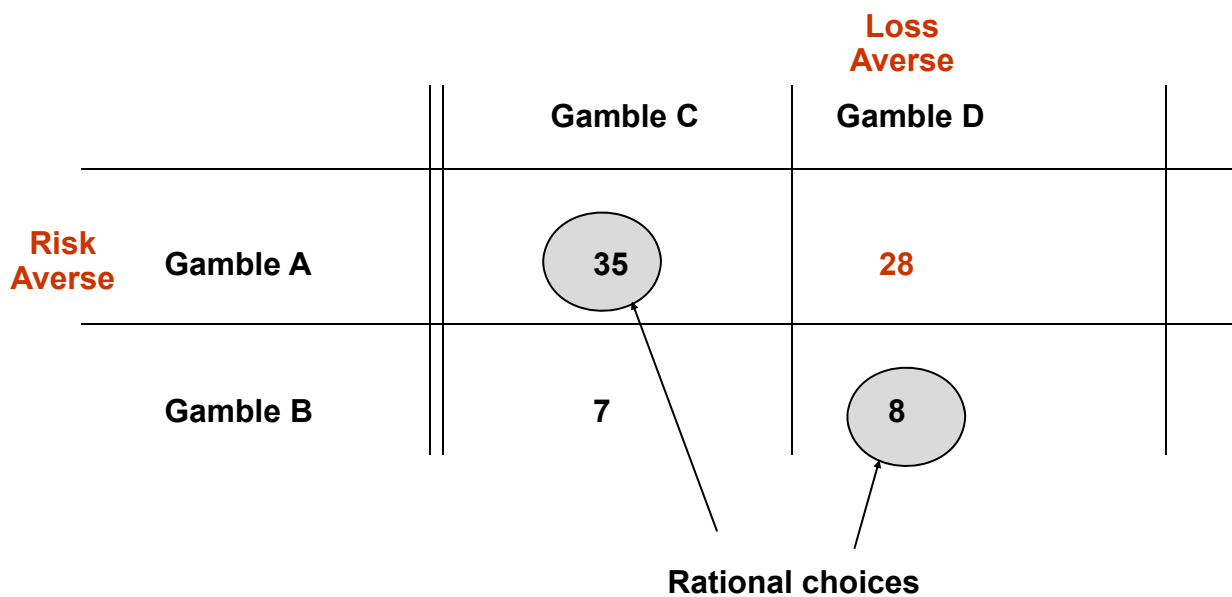 Loss
Averse
Gamble C
Gamble D
Risk
Averse
Gamble A
35
28
Gamble B
7
8
Rational choices